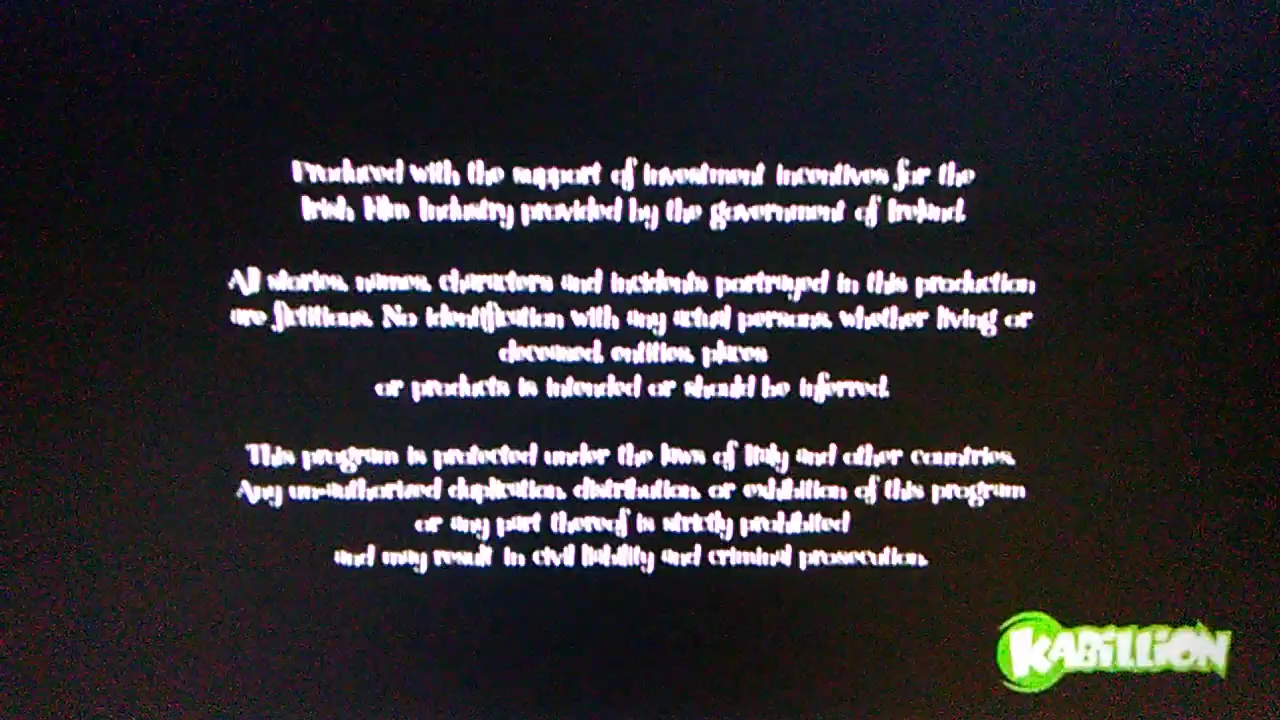 Produced with the support of investment incentives for the
Irish Film Industry provided by the government of Ireland.
All stories, names, characters and incidents portrayed in this production
are fictitious. No identification with any actual persons, whether living or
deceased, entities, places
or products is intended or should be inferred.
This program is protected under the laws of Italy and other countries.
Any un-authorized duplication, distribution, or exhibition of this program
or any part thereof is strictly prohibited
and may result in civil liability and criminal prosecution.
KABILLION